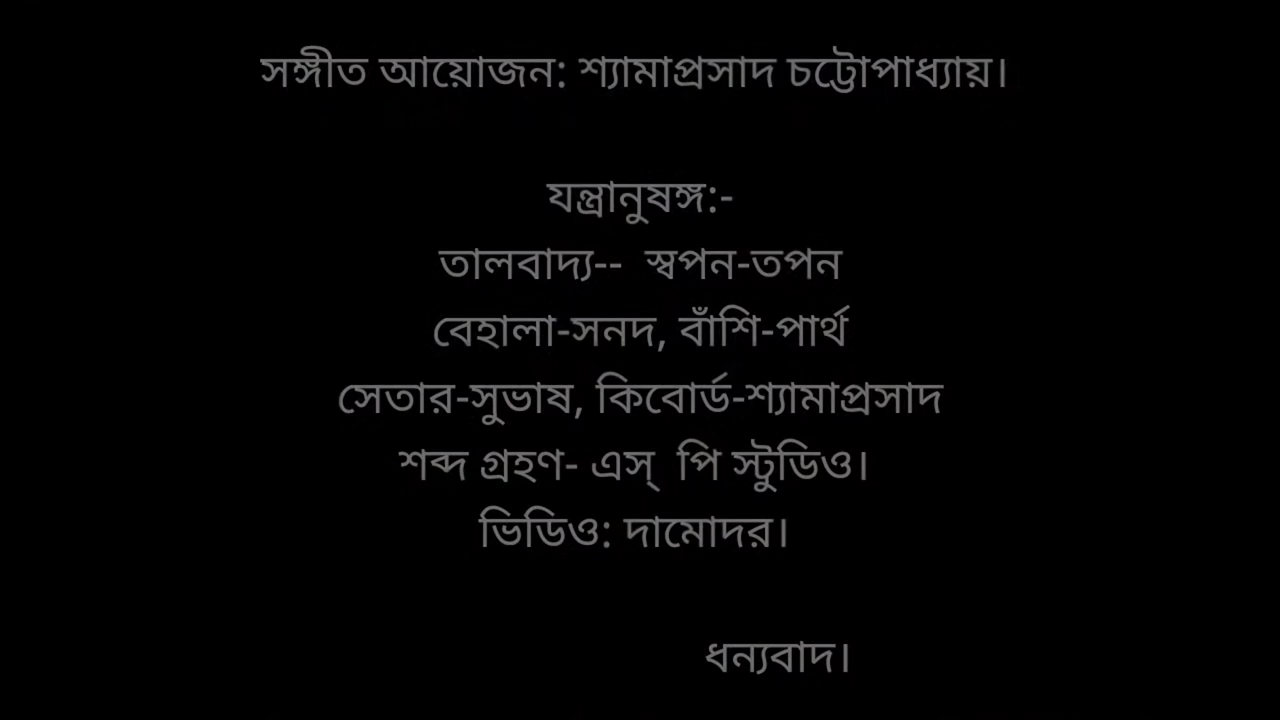 সঙ্গীত আয়োজন: শ্যামাপ্রসাদ চট্টোপাধ্যায়।
যন্ত্রানুষঙ্গ:-
তালবাদ্য-- স্বপন-তপন
বেহালা-সনদ, বাঁশি-পার্থ
সেতার-সুভাষ, কিবোর্ড-শ্যামাপ্রসাদ
শব্দ গ্রহণ- এস্ পি স্টুডিও।
ভিডিও: দামোদর।
ধন্যবাদ।